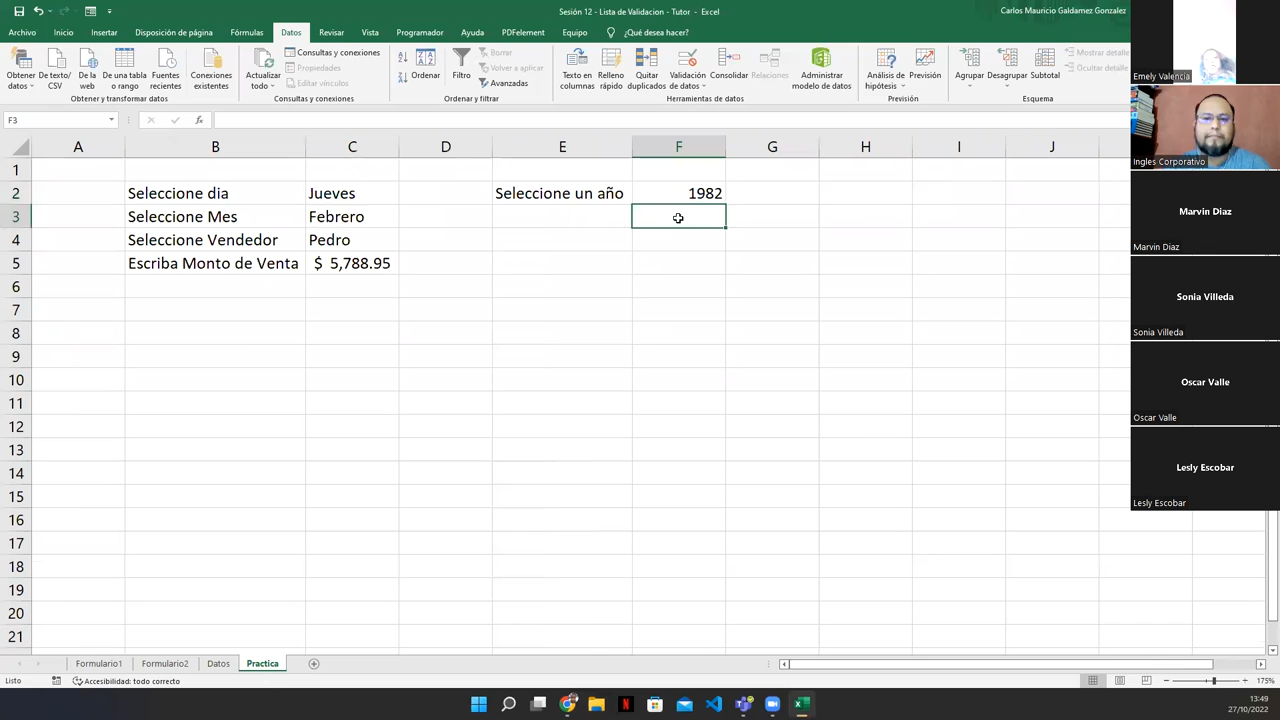 Sesión 12 - Lista de Validacion - Tutor - Excel
Carlos Mauricio Galdamez Gonzalez
Archivo Inicio Insertar Disposición de página Fórmulas Datos Revisar Vista Programador Ayuda PDFelement Equipo ¿Qué desea hacer?
Obtener datos
De texto/CSV
De la web
De una tabla o rango
Fuentes recientes
Conexiones existentes
Obtener y transformar datos
Actualizar todo
Consultas y conexiones
Propiedades
Editar vínculos
Consultas y conexiones
Ordenar
Filtro
Borrar
Volver a aplicar
Avanzadas
Ordenar y filtrar
Texto en columnas
Relleno rápido
Quitar duplicados
Validación de datos
Consolidar
Relaciones
Administrar modelo de datos
Herramientas de datos
Análisis de hipótesis
Previsión
Previsión
Agrupar
Desagrupar
Subtotal
Mostrar detalle
Ocultar detalle
Esquema
F3
fx
A B C D E F G H I J
1
2 Seleccione dia Jueves Seleccione un año 1982
3 Seleccione Mes Febrero
4 Seleccione Vendedor Pedro
5 Escriba Monto de Venta $ 5,788.95
6
7
8
9
10
11
12
13
14
15
16
17
18
19
20
21
Formulario1 Formulario2 Datos Practica
Listo Accesibilidad: todo correcto 175%
13:49
27/10/2022
Emely Valencia
Ingles Corporativo
Marvin Diaz
Marvin Diaz
Sonia Villeda
Sonia Villeda
Oscar Valle
Oscar Valle
Lesly Escobar
Lesly Escobar